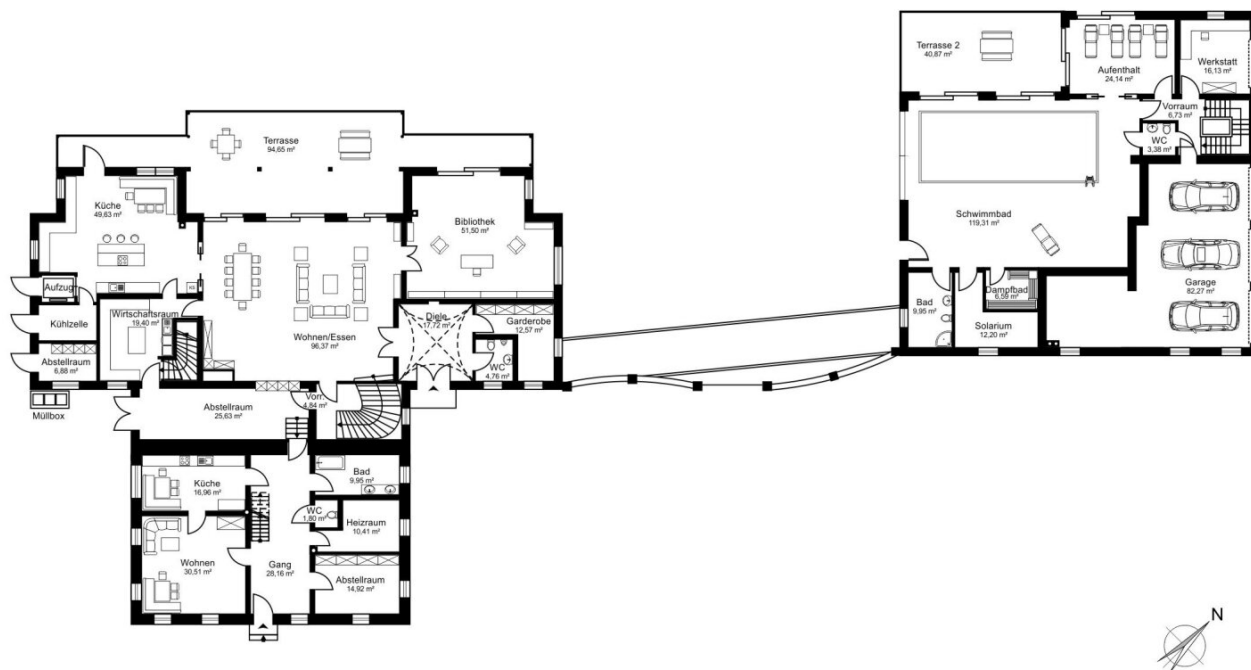 Terrasse 2
40,87 m²
Aufenthalt
24,14 m²
Werkstatt
16,13 m²
Vorraum
6,73 m²
WC
3,38 m²
Schwimmbad
119,31 m²
Garage
82,27 m²
Dampfbad
6,59 m²
Bad
9,95 m²
Solarium
12,20 m²
Terrasse
94,65 m²
Küche
49,63 m²
Bibliothek
51,50 m²
Aufzug
KS
Kühlzelle
Wirtschaftsraum
19,40 m²
Wohnen/Essen
96,37 m²
Diele
17,72 m²
Garderobe
12,57 m²
WC
4,76 m²
Abstellraum
6,88 m²
Müllbox
Abstellraum
25,63 m²
Vorr.
4,84 m²
Küche
16,96 m²
Bad
9,95 m²
WC
1,80 m²
Heizraum
10,41 m²
Wohnen
30,51 m²
Gang
28,16 m²
Abstellraum
14,92 m²
N